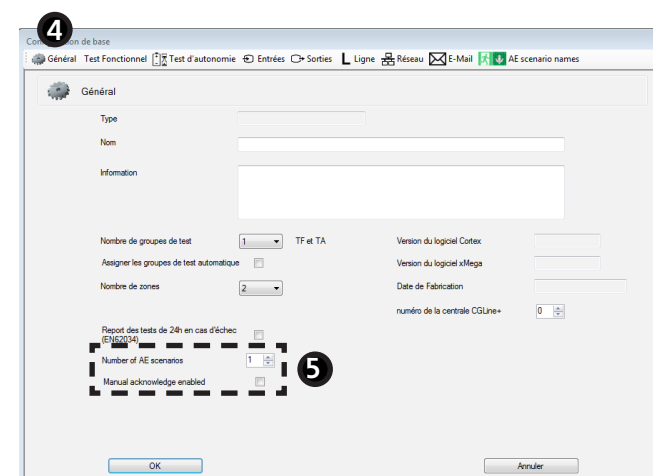 4
Con on de base
Général Test Fonctionnel Test d'autonomie Entrées Sorties L Ligne Réseau E-Mail AE scenario names
Général
Type
Nom
Information
Nombre de groupes de test 1 TF et TA Version du logiciel Cortex
Assigner les groupes de test automatique Version du logiciel xMega
Nombre de zones 2 Date de Fabrication
numéro de la centrale CGLine+ 0
Report des tests de 24h en cas d'échec
(EN62034)
Number of AE scenarios 1
5
Manual acknowledge enabled
OK Annuler